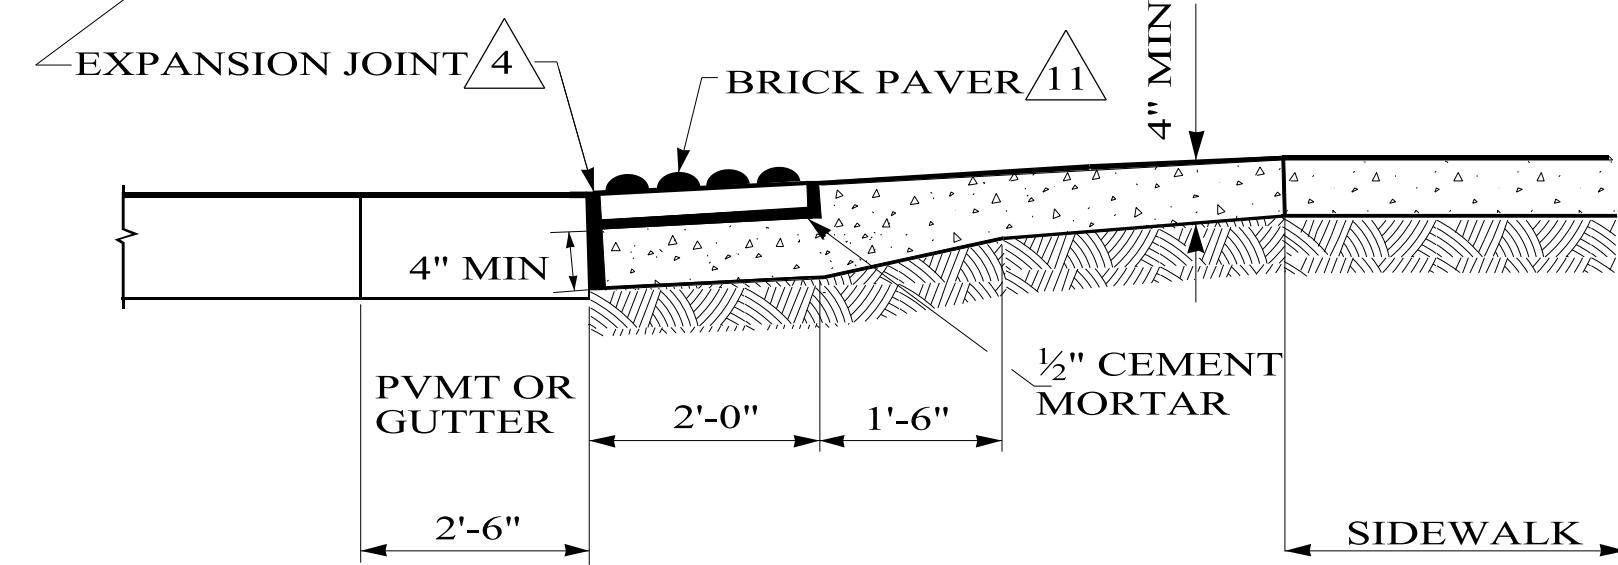 4" MIN
EXPANSION JOINT 4
BRICK PAVER 11
4" MIN
½" CEMENT
MORTAR
PVMT OR
GUTTER
2'-0"
1'-6"
2'-6"
SIDEWALK